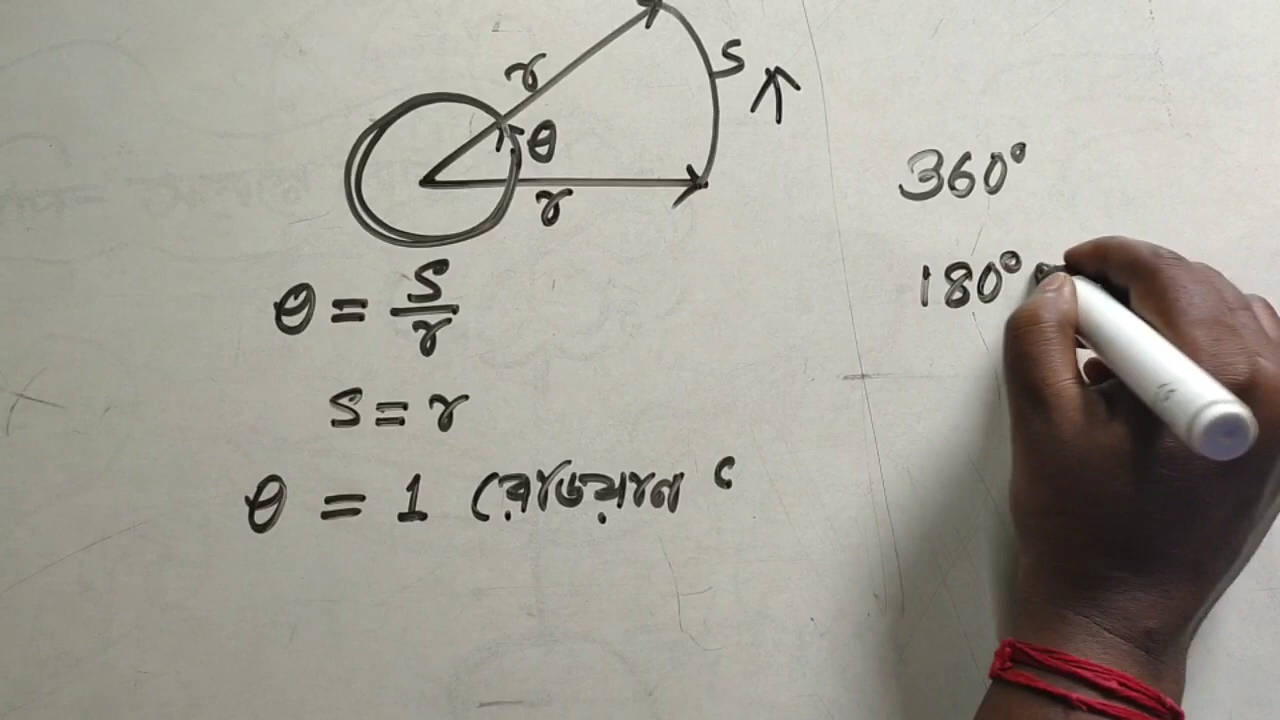 r
S
θ
r
θ = S/r
S = r
θ = 1 রেডিয়ান c
360°
180°